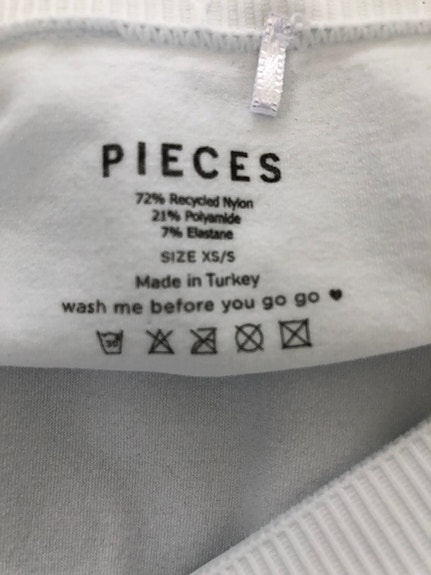 PIECES
72% Recycled Nylon
21% Polyamide
7% Elastane
SIZE XS/S
Made in Turkey
wash me before you go go ♥
30